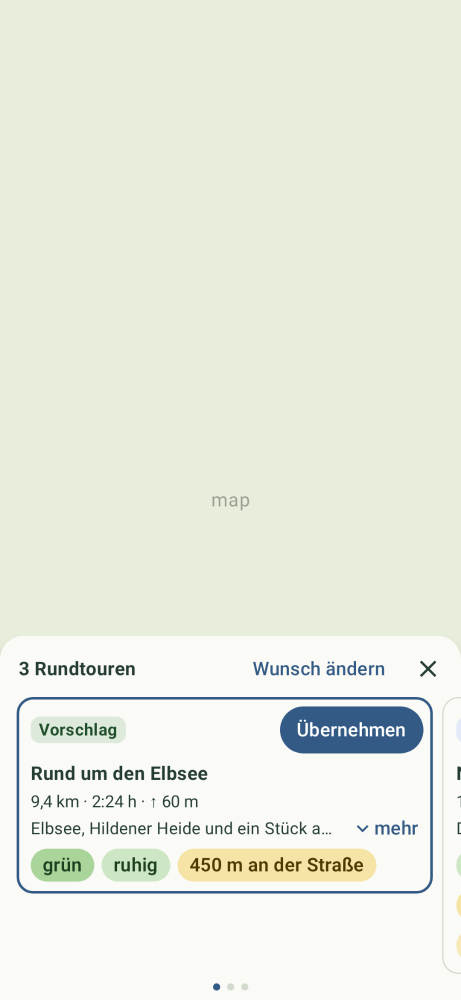 map
3 Rundtouren
Wunsch ändern
Vorschlag
Übernehmen
Rund um den Elbsee
9,4 km · 2:24 h · ↑ 60 m
Elbsee, Hildener Heide und ein Stück a…
mehr
grün
ruhig
450 m an der Straße